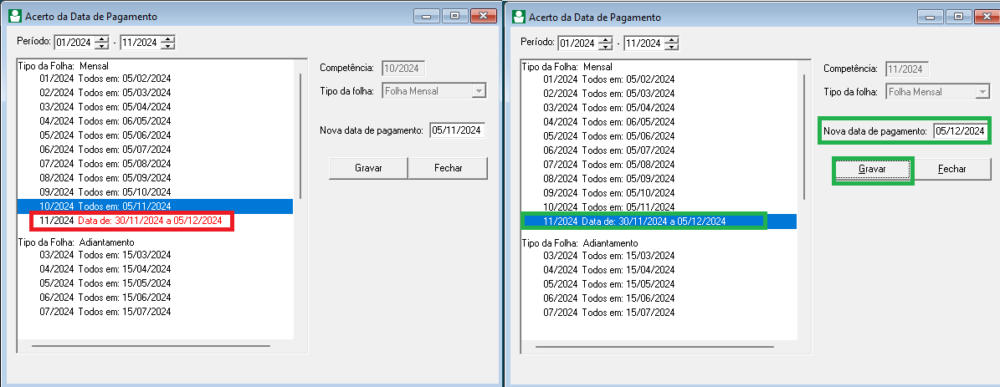 Acerto da Data de Pagamento
Período: 01/2024 - 11/2024
Tipo da Folha: Mensal
01/2024 Todos em: 05/02/2024
02/2024 Todos em: 05/03/2024
03/2024 Todos em: 05/04/2024
04/2024 Todos em: 06/05/2024
05/2024 Todos em: 05/06/2024
06/2024 Todos em: 05/07/2024
07/2024 Todos em: 05/08/2024
08/2024 Todos em: 05/09/2024
09/2024 Todos em: 05/10/2024
10/2024 Todos em: 05/11/2024
11/2024 Data de: 30/11/2024 a 05/12/2024
Tipo da Folha: Adiantamento
03/2024 Todos em: 15/03/2024
04/2024 Todos em: 15/04/2024
05/2024 Todos em: 15/05/2024
06/2024 Todos em: 15/06/2024
07/2024 Todos em: 15/07/2024
Competência: 10/2024
Tipo da folha: Folha Mensal
Nova data de pagamento: 05/11/2024
Gravar Fechar
Acerto da Data de Pagamento
Período: 01/2024 - 11/2024
Tipo da Folha: Mensal
01/2024 Todos em: 05/02/2024
02/2024 Todos em: 05/03/2024
03/2024 Todos em: 05/04/2024
04/2024 Todos em: 06/05/2024
05/2024 Todos em: 05/06/2024
06/2024 Todos em: 05/07/2024
07/2024 Todos em: 05/08/2024
08/2024 Todos em: 05/09/2024
09/2024 Todos em: 05/10/2024
10/2024 Todos em: 05/11/2024
11/2024 Data de: 30/11/2024 a 05/12/2024
Tipo da Folha: Adiantamento
03/2024 Todos em: 15/03/2024
04/2024 Todos em: 15/04/2024
05/2024 Todos em: 15/05/2024
06/2024 Todos em: 15/06/2024
07/2024 Todos em: 15/07/2024
Competência: 11/2024
Tipo da folha: Folha Mensal
Nova data de pagamento: 05/12/2024
Gravar Fechar